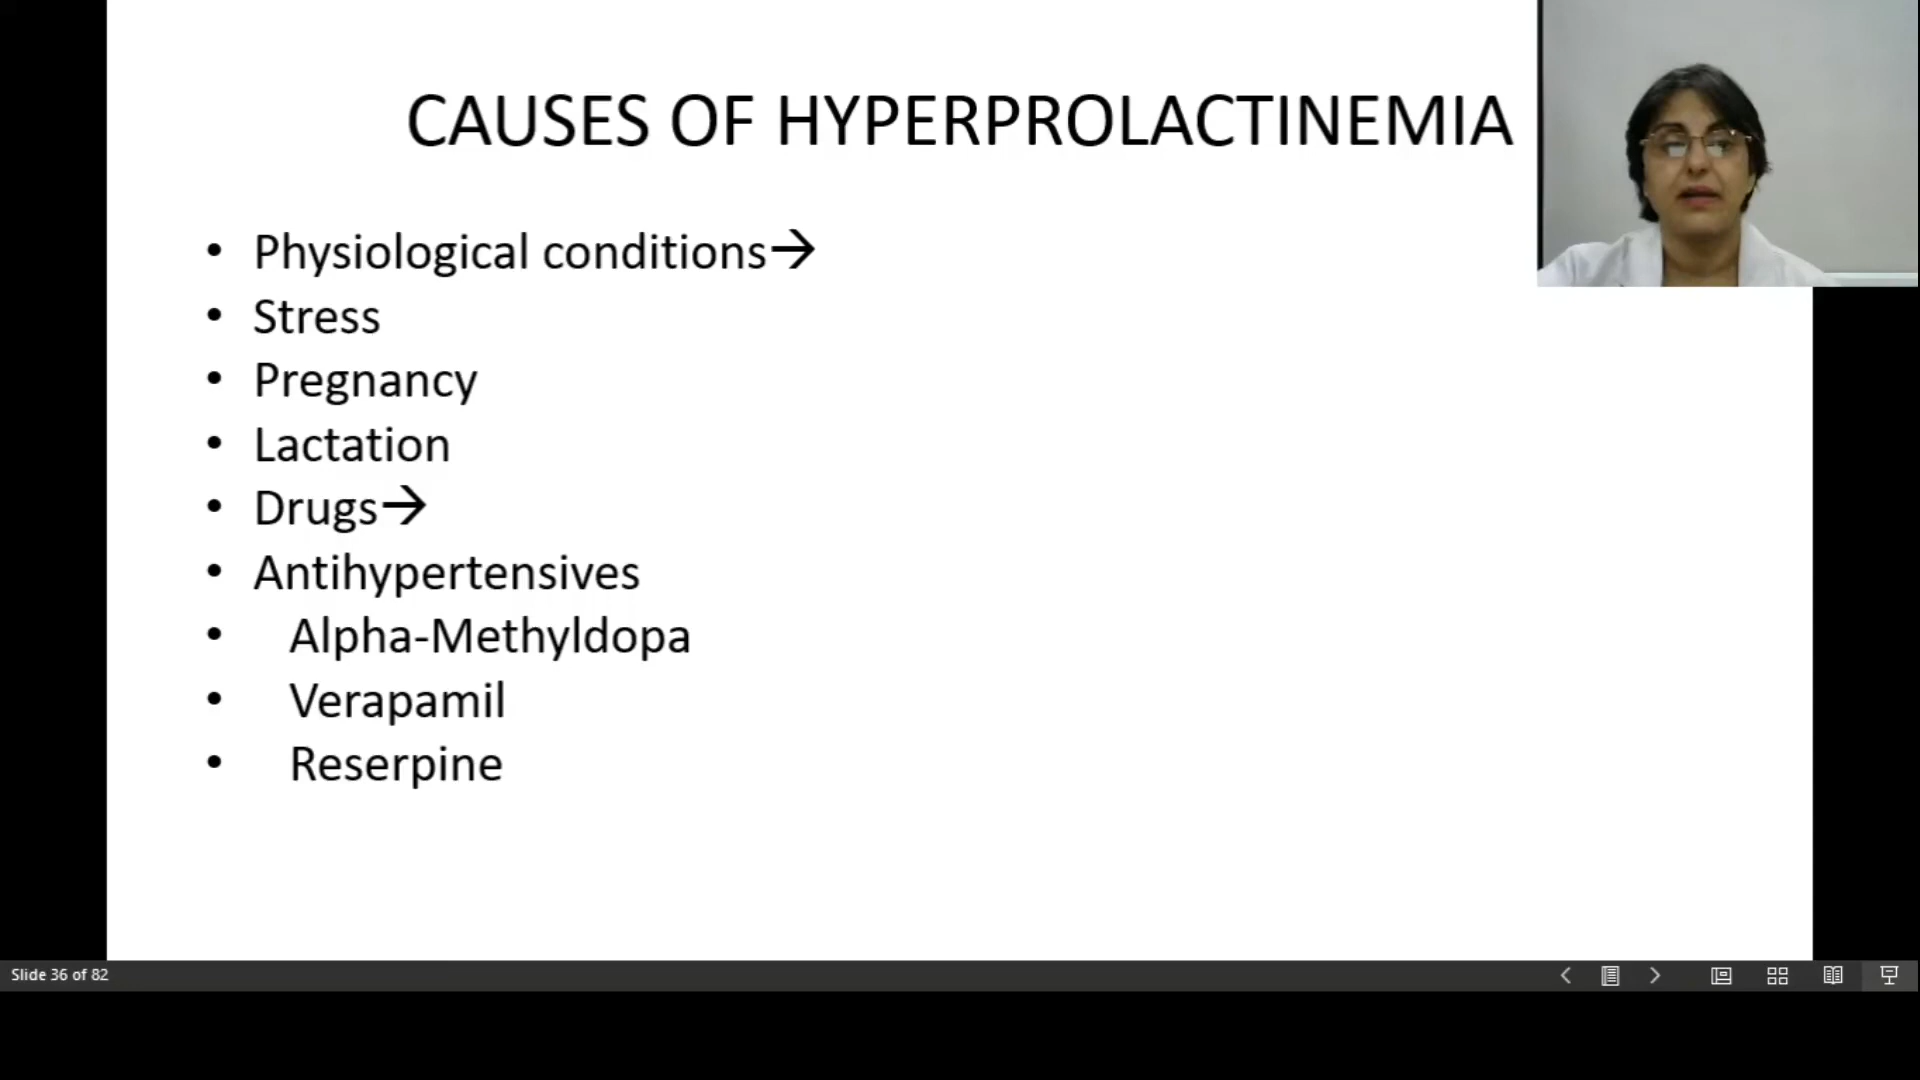 CAUSES OF HYPERPROLACTINEMIA
• Physiological conditions→
• Stress
• Pregnancy
• Lactation
• Drugs→
• Antihypertensives
• Alpha-Methyldopa
• Verapamil
• Reserpine
Slide 36 of 82